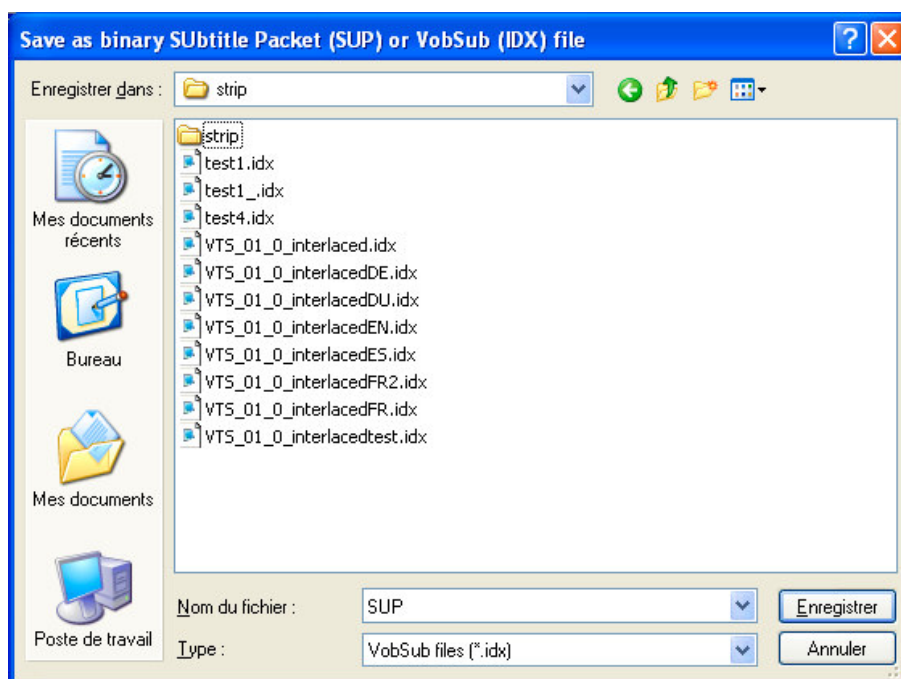 Save as binary SUbtitle Packet (SUP) or VobSub (IDX) file
Enregistrer dans :
strip
Mes documents
récents
Bureau
Mes documents
Poste de travail
strip
test1.idx
test1_.idx
test4.idx
VTS_01_0_interlaced.idx
VTS_01_0_interlacedDE.idx
VTS_01_0_interlacedDU.idx
VTS_01_0_interlacedEN.idx
VTS_01_0_interlacedES.idx
VTS_01_0_interlacedFR2.idx
VTS_01_0_interlacedFR.idx
VTS_01_0_interlacedtest.idx
Nom du fichier :
SUP
Enregistrer
Type :
VobSub files (*.idx)
Annuler